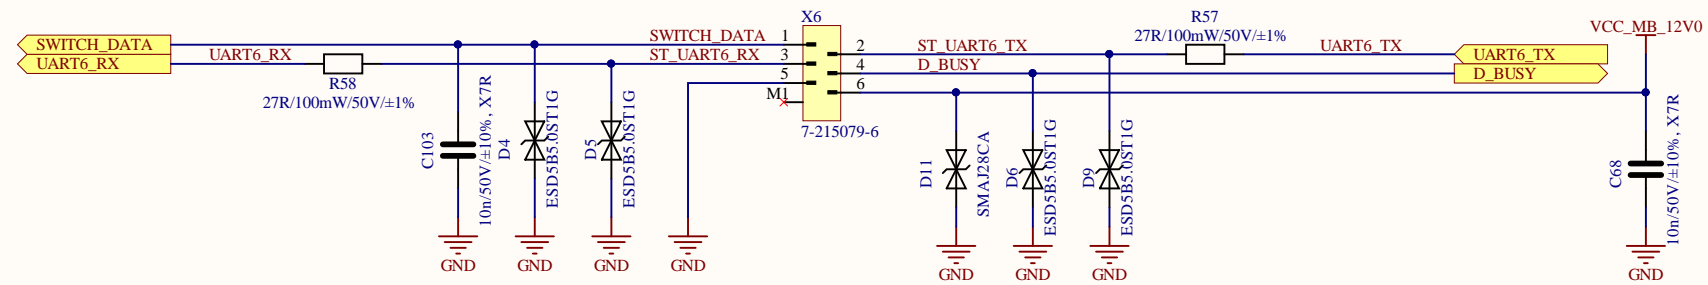 X6
R57
27R/100mW/50V/±1%
VCC_MB_12V0
SWITCH_DATA
SWITCH_DATA
1
2
ST_UART6_TX
UART6_TX
UART6_TX
UART6_RX
UART6_RX
ST_UART6_RX
3
4
D_BUSY
D_BUSY
R58
27R/100mW/50V/±1%
5
6
M1
7-215079-6
C103
10n/50V/±10%, X7R
D4
ESD5B5.0ST1G
D5
ESD5B5.0ST1G
D11
SMAJ28CA
D6
ESD5B5.0ST1G
D9
ESD5B5.0ST1G
C68
10n/50V/±10%, X7R
GND
GND
GND
GND
GND
GND
GND
GND